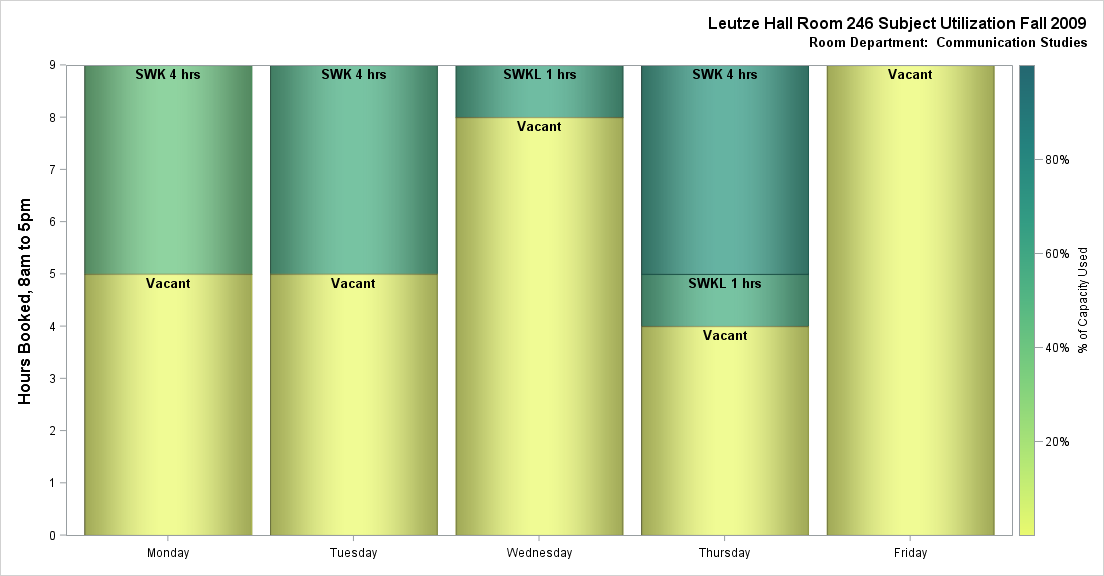 Leutze Hall Room 246 Subject Utilization Fall 2009
Room Department: Communication Studies
Hours Booked, 8am to 5pm
9
8
7
6
5
4
3
2
1
0
SWK 4 hrs
Vacant
SWK 4 hrs
Vacant
SWKL 1 hrs
Vacant
SWK 4 hrs
SWKL 1 hrs
Vacant
Vacant
Monday
Tuesday
Wednesday
Thursday
Friday
80%
60%
40%
20%
% of Capacity Used